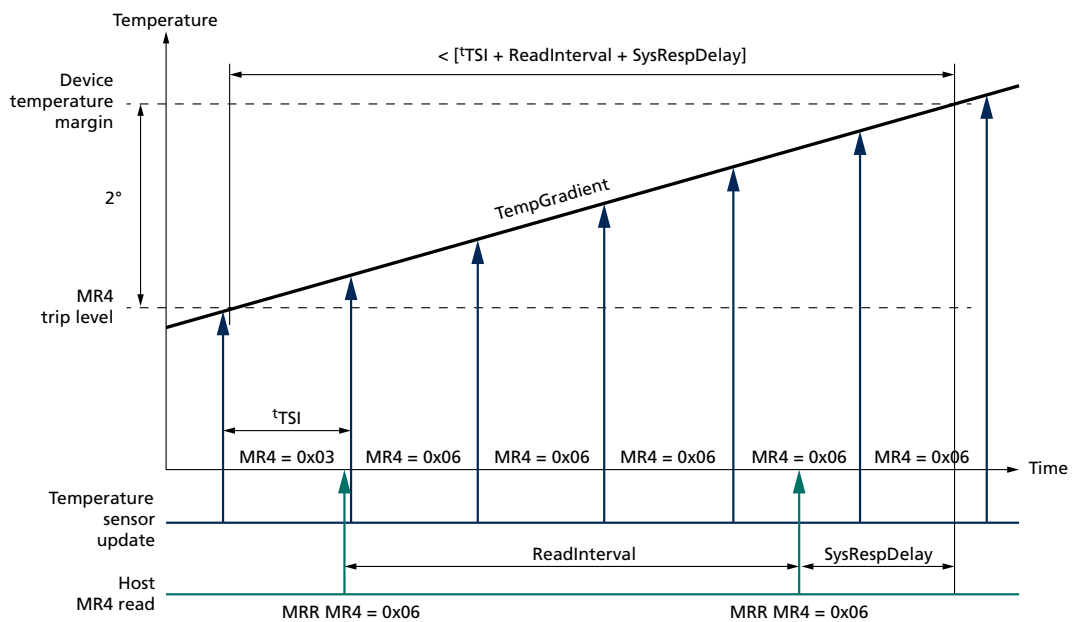 Temperature
< [tTSI + ReadInterval + SysRespDelay]
Device
temperature
margin
2°
TempGradient
MR4
trip level
tTSI
MR4 = 0x03
MR4 = 0x06
MR4 = 0x06
MR4 = 0x06
MR4 = 0x06
MR4 = 0x06
Time
Temperature
sensor
update
ReadInterval
SysRespDelay
Host
MR4 read
MRR MR4 = 0x06
MRR MR4 = 0x06